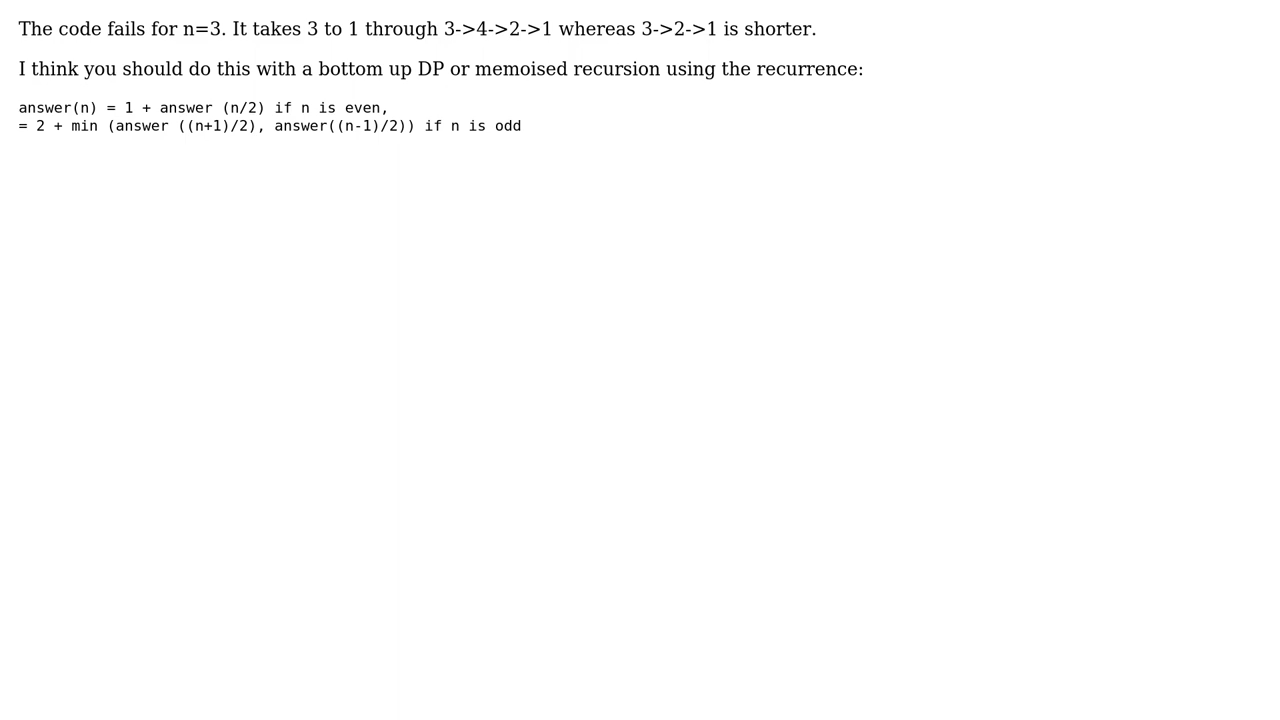 The code fails for n=3. It takes 3 to 1 through 3->4->2->1 whereas 3->2->1 is shorter.
I think you should do this with a bottom up DP or memoised recursion using the recurrence:
answer(n) = 1 + answer (n/2) if n is even,
= 2 + min (answer ((n+1)/2), answer((n-1)/2)) if n is odd